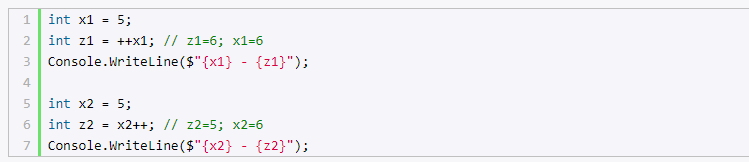 1 int x1 = 5;
2 int z1 = ++x1; // z1=6; x1=6
3 Console.WriteLine($"{x1} - {z1}");
4
5 int x2 = 5;
6 int z2 = x2++; // z2=5; x2=6
7 Console.WriteLine($"{x2} - {z2}");